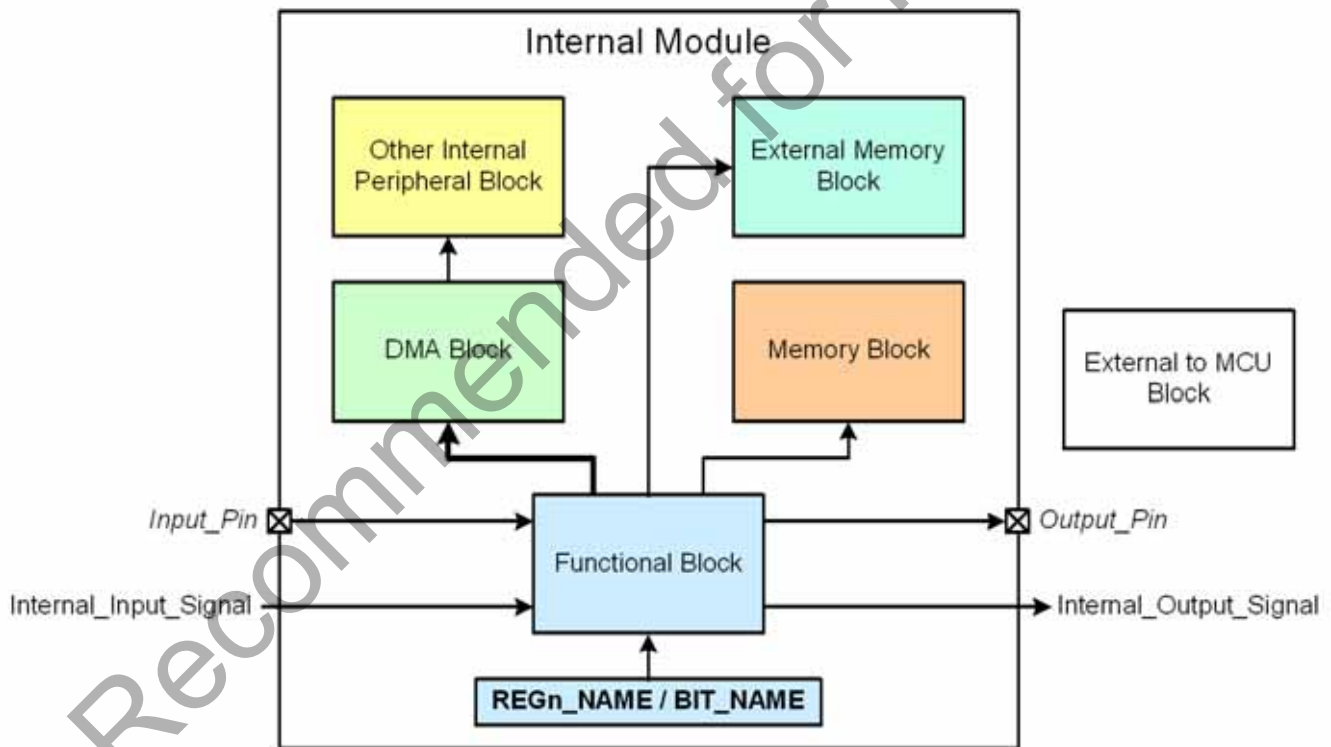 Internal Module
Other Internal
Peripheral Block
External Memory
Block
DMA Block
Memory Block
External to MCU
Block
Input_Pin
Output_Pin
Functional Block
Internal_Input_Signal
Internal_Output_Signal
REGn_NAME / BIT_NAME
Recommended for